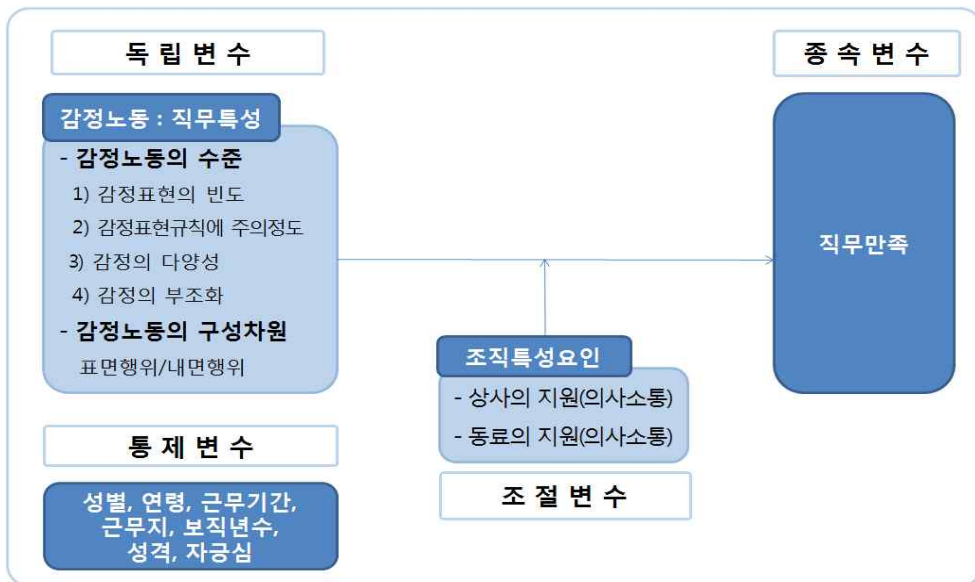 독 립 변 수
감정노동 : 직무특성
- 감정노동의 수준
1) 감정표현의 빈도
2) 감정표현규칙에 주의정도
3) 감정의 다양성
4) 감정의 부조화
- 감정노동의 구성차원
표면행위/내면행위
통 제 변 수
성별, 연령, 근무기간,
근무지, 보직년수,
성격, 자긍심
조직특성요인
- 상사의 지원(의사소통)
- 동료의 지원(의사소통)
조 절 변 수
종 속 변 수
직무만족